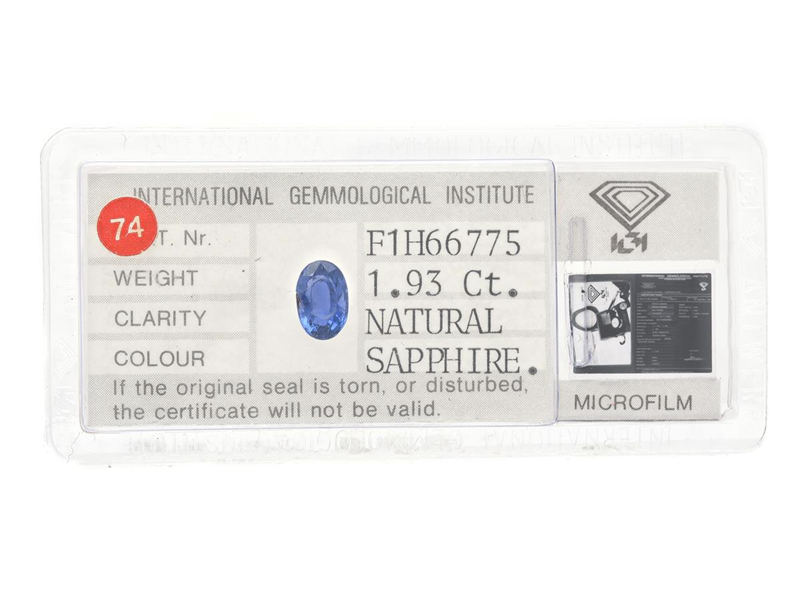 INTERNATIONAL GEMMOLOGICAL INSTITUTE
74
T. Nr. F1H66775
WEIGHT 1.93 Ct.
CLARITY NATURAL
COLOUR SAPPHIRE.
If the original seal is torn, or disturbed,
the certificate will not be valid.
IGI
MICROFILM